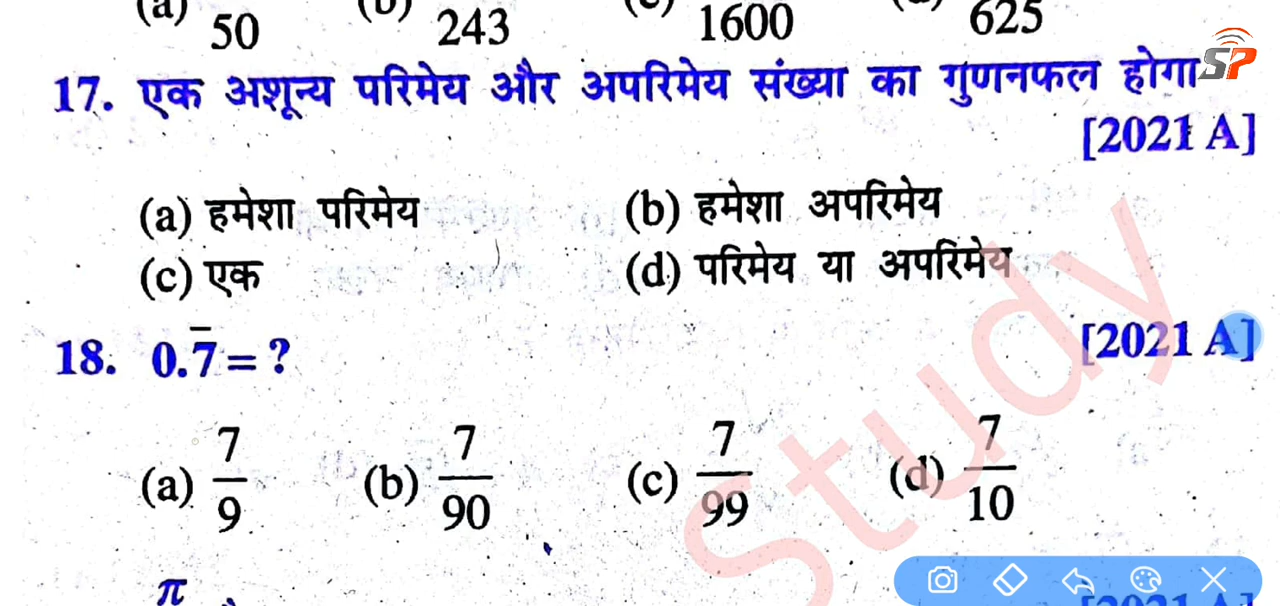 (a) 50 (b) 243 (c) 1600 625
SP
17. एक अशून्य परिमेय और अपरिमेय संख्या का गुणनफल होगा
[2021 A]
(a) हमेशा परिमेय (b) हमेशा अपरिमेय
(c) एक (d) परिमेय या अपरिमेय
18. 0.7̅ = ? [2021 A]
(a) 7/9 (b) 7/90 (c) 7/99 (d) 7/10
Study
π [2021 A]